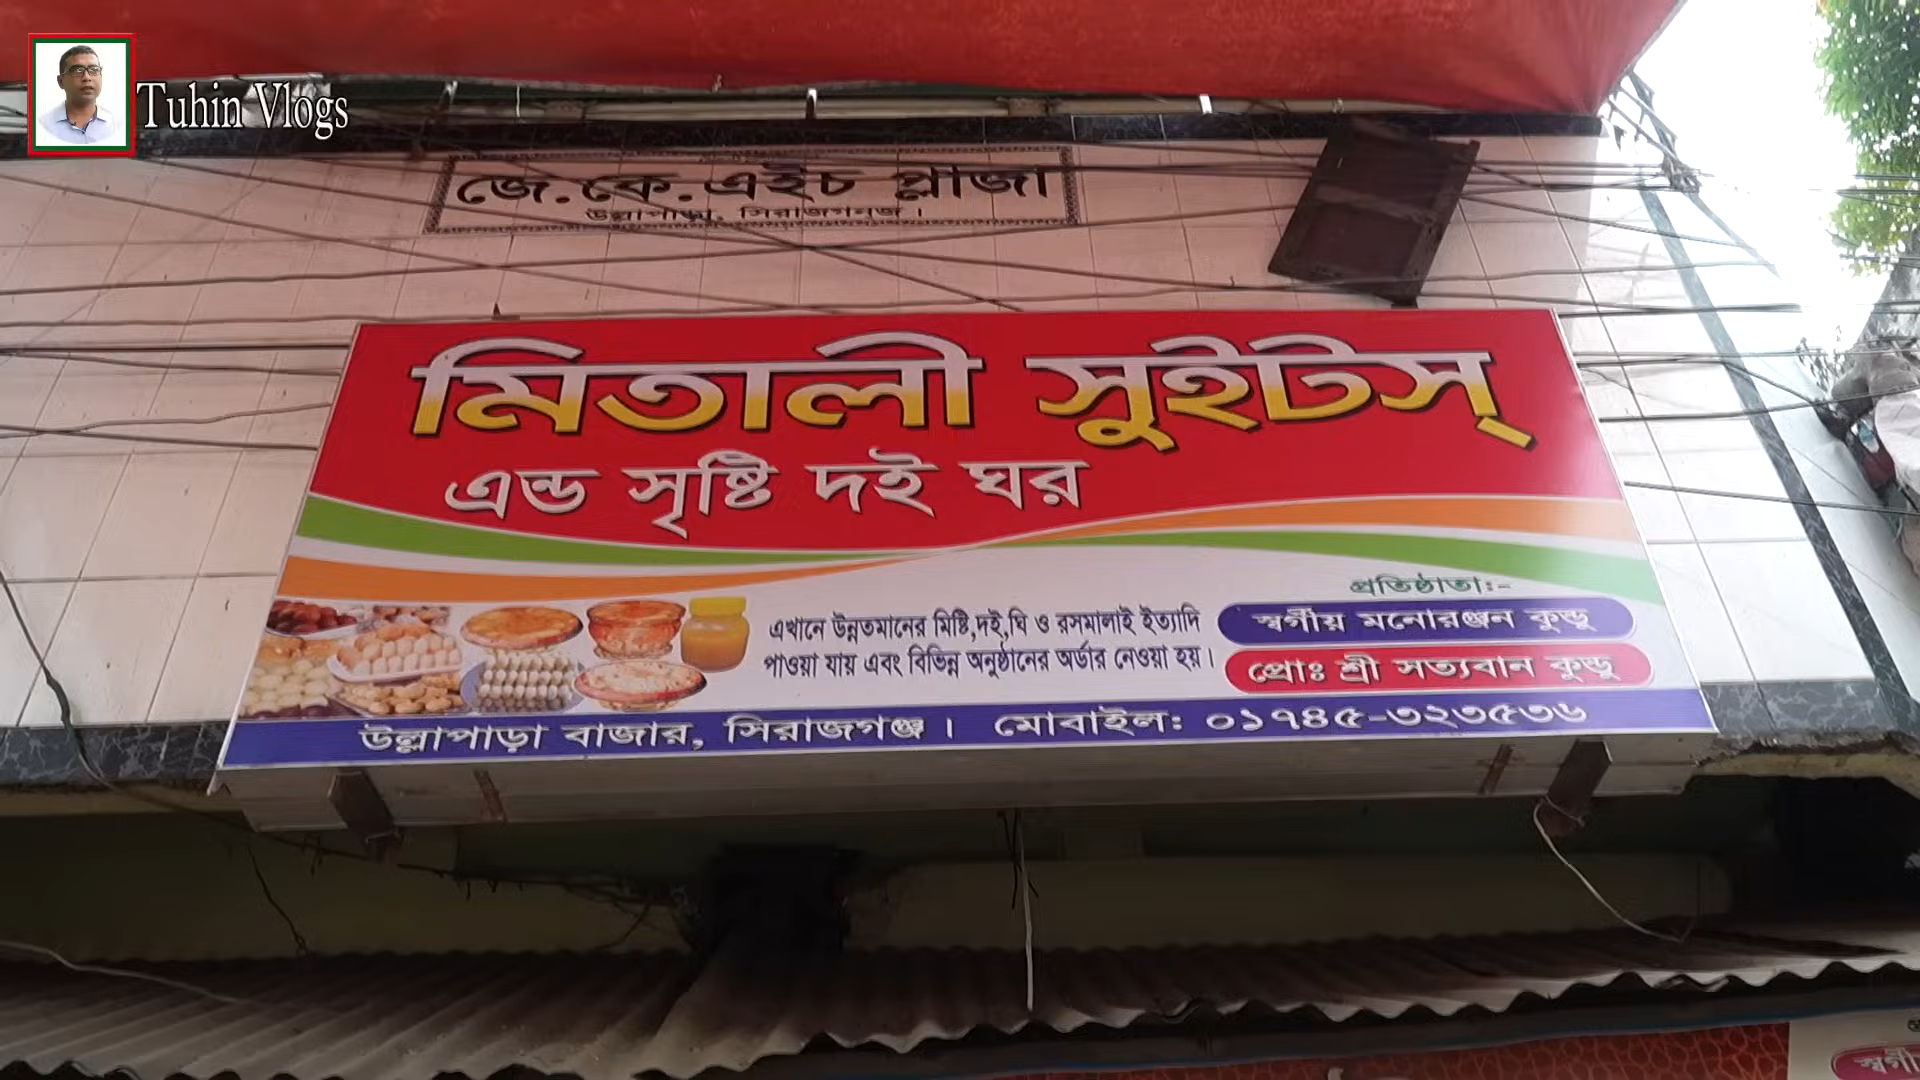 Tuhin Vlogs
জে.কে.এইচ প্লাজা
উল্লাপাড়া, সিরাজগনজ।
মিতালী সুইটস্
এন্ড সৃষ্টি দই ঘর
প্রতিষ্ঠাতা:-
এখানে উন্নতমানের মিষ্টি,দই,ঘি ও রসমালাই ইত্যাদি
পাওয়া যায় এবং বিভিন্ন অনুষ্ঠানের অর্ডার নেওয়া হয়।
স্বর্গীয় মনোরঞ্জন কুন্ডু
প্রোঃ শ্রী সত্যবান কুন্ডু
উল্লাপাড়া বাজার, সিরাজগঞ্জ। মোবাইল: ০১৭৪৫-৩২৩৫৩৬